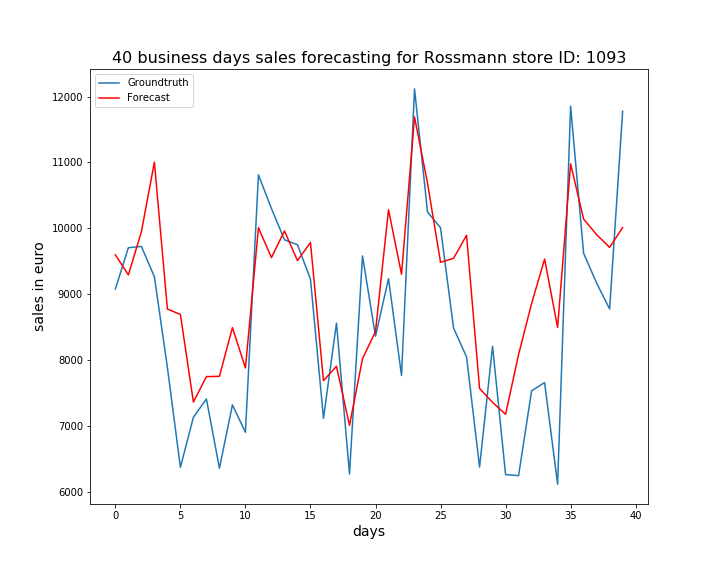 40 business days sales forecasting for Rossmann store ID: 1093
Groundtruth
Forecast
12000
11000
10000
9000
8000
7000
6000
sales in euro
0 5 10 15 20 25 30 35 40
days